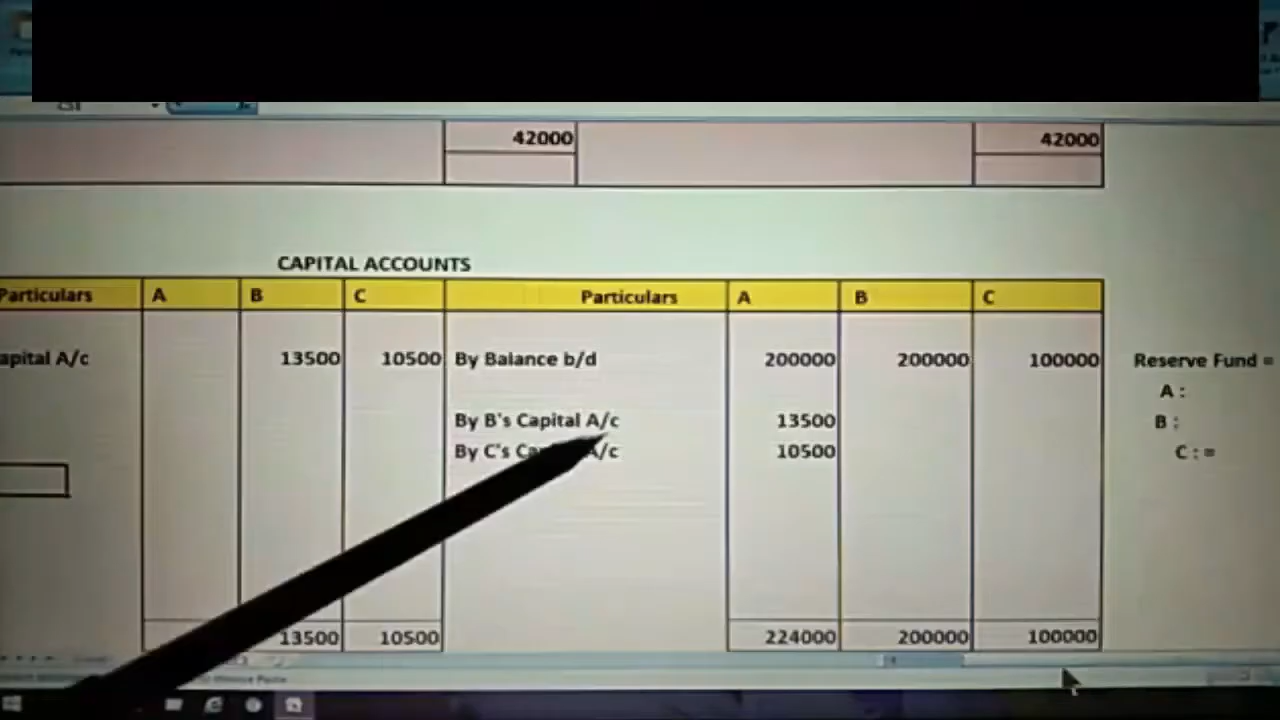 42000 42000
CAPITAL ACCOUNTS
Particulars A B C Particulars A B C
apital A/c 13500 10500 By Balance b/d 200000 200000 100000 Reserve Fund =
A :
By B's Capital A/c 13500 B :
By C's A/c 10500 C : =
13500 10500 224000 200000 100000